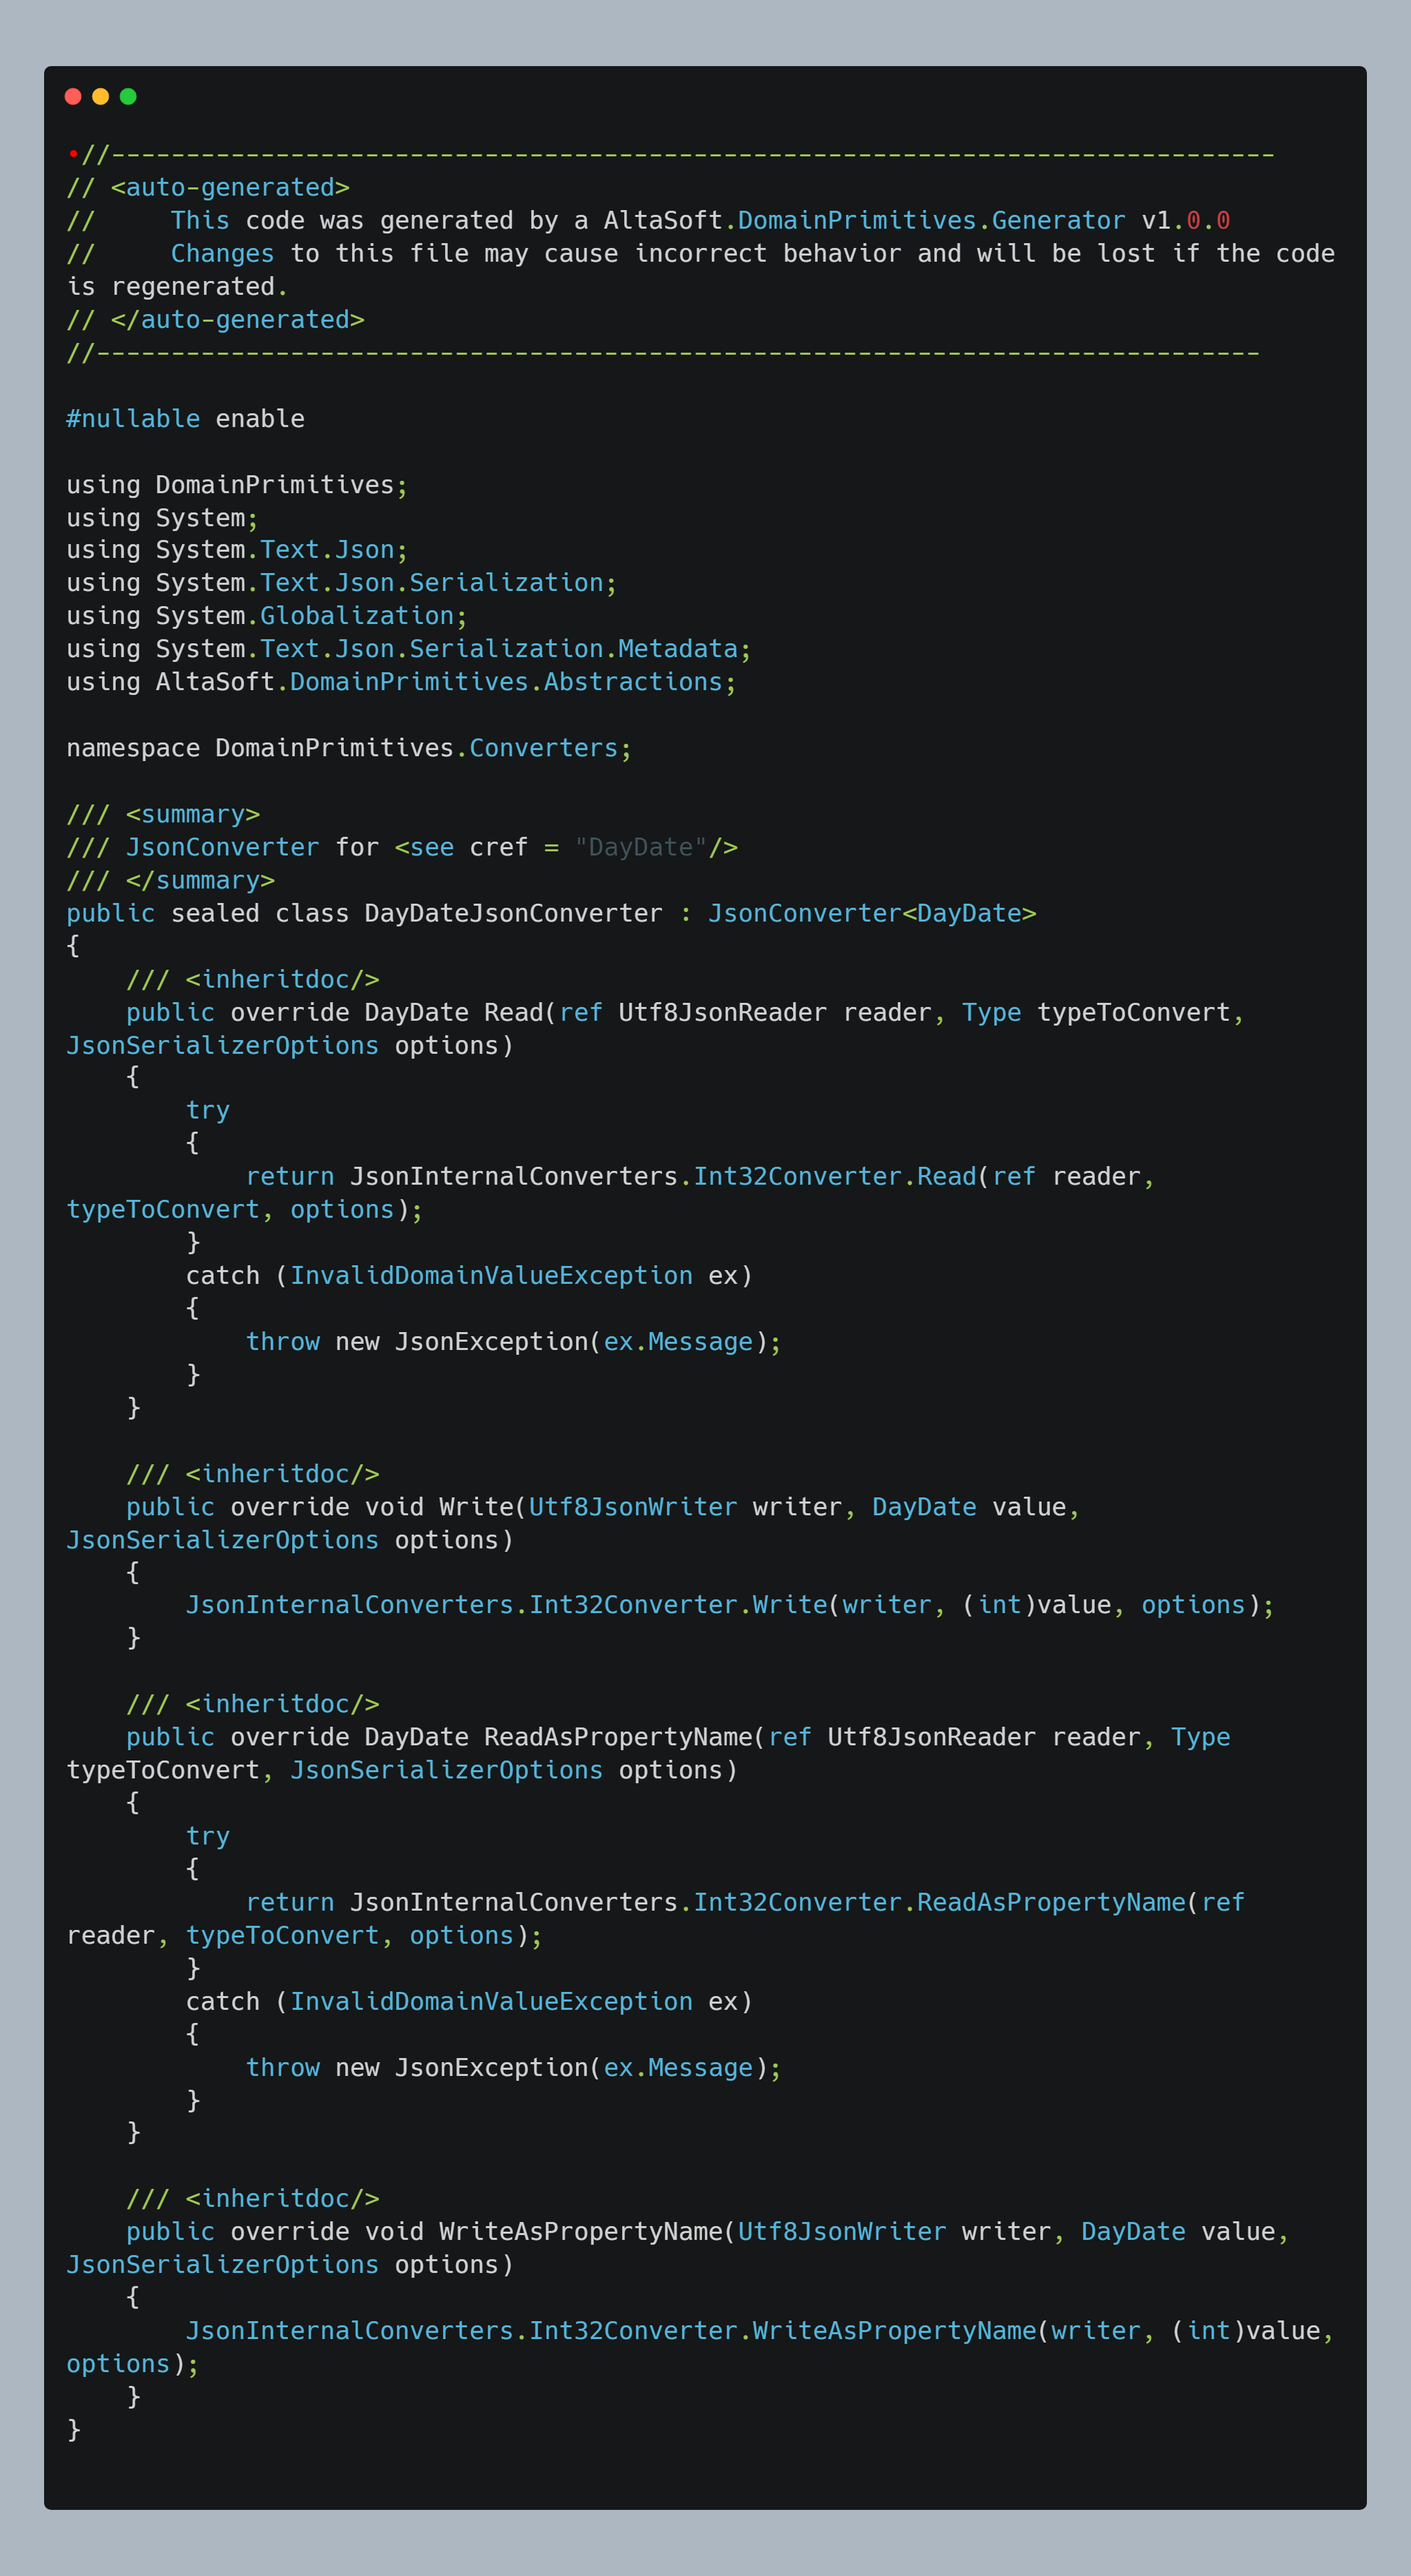 •//------------------------------------------------------------------------------
// <auto-generated>
//     This code was generated by a AltaSoft.DomainPrimitives.Generator v1.0.0
//     Changes to this file may cause incorrect behavior and will be lost if the code
is regenerated.
// </auto-generated>
//------------------------------------------------------------------------------

#nullable enable

using DomainPrimitives;
using System;
using System.Text.Json;
using System.Text.Json.Serialization;
using System.Globalization;
using System.Text.Json.Serialization.Metadata;
using AltaSoft.DomainPrimitives.Abstractions;

namespace DomainPrimitives.Converters;

/// <summary>
/// JsonConverter for <see cref = "DayDate"/>
/// </summary>
public sealed class DayDateJsonConverter : JsonConverter<DayDate>
{
    /// <inheritdoc/>
    public override DayDate Read(ref Utf8JsonReader reader, Type typeToConvert,
JsonSerializerOptions options)
    {
        try
        {
            return JsonInternalConverters.Int32Converter.Read(ref reader,
typeToConvert, options);
        }
        catch (InvalidDomainValueException ex)
        {
            throw new JsonException(ex.Message);
        }
    }

    /// <inheritdoc/>
    public override void Write(Utf8JsonWriter writer, DayDate value,
JsonSerializerOptions options)
    {
        JsonInternalConverters.Int32Converter.Write(writer, (int)value, options);
    }

    /// <inheritdoc/>
    public override DayDate ReadAsPropertyName(ref Utf8JsonReader reader, Type
typeToConvert, JsonSerializerOptions options)
    {
        try
        {
            return JsonInternalConverters.Int32Converter.ReadAsPropertyName(ref
reader, typeToConvert, options);
        }
        catch (InvalidDomainValueException ex)
        {
            throw new JsonException(ex.Message);
        }
    }

    /// <inheritdoc/>
    public override void WriteAsPropertyName(Utf8JsonWriter writer, DayDate value,
JsonSerializerOptions options)
    {
        JsonInternalConverters.Int32Converter.WriteAsPropertyName(writer, (int)value,
options);
    }
}